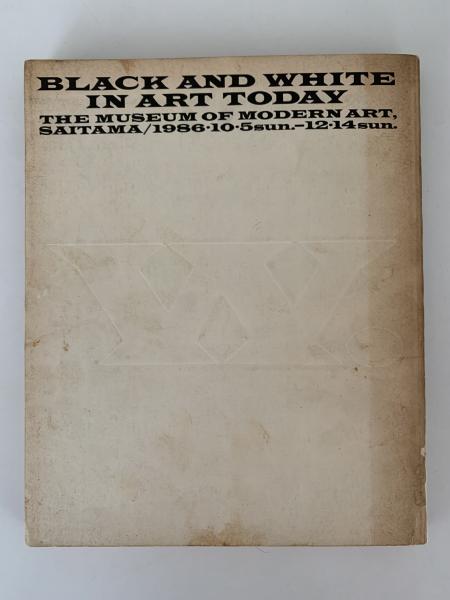 BLACK AND WHITE
IN ART TODAY
THE MUSEUM OF MODERN ART,
SAITAMA/1986·10·5sun.–12·14sun.
W.